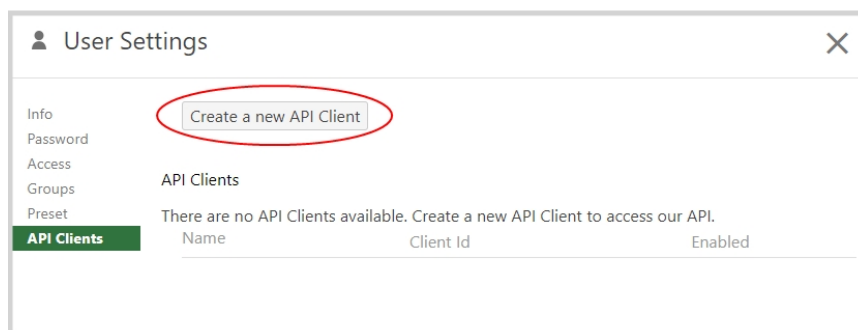 User Settings
Info
Password
Access
Groups
Preset
API Clients
Create a new API Client
API Clients
There are no API Clients available. Create a new API Client to access our API.
Name Client Id Enabled